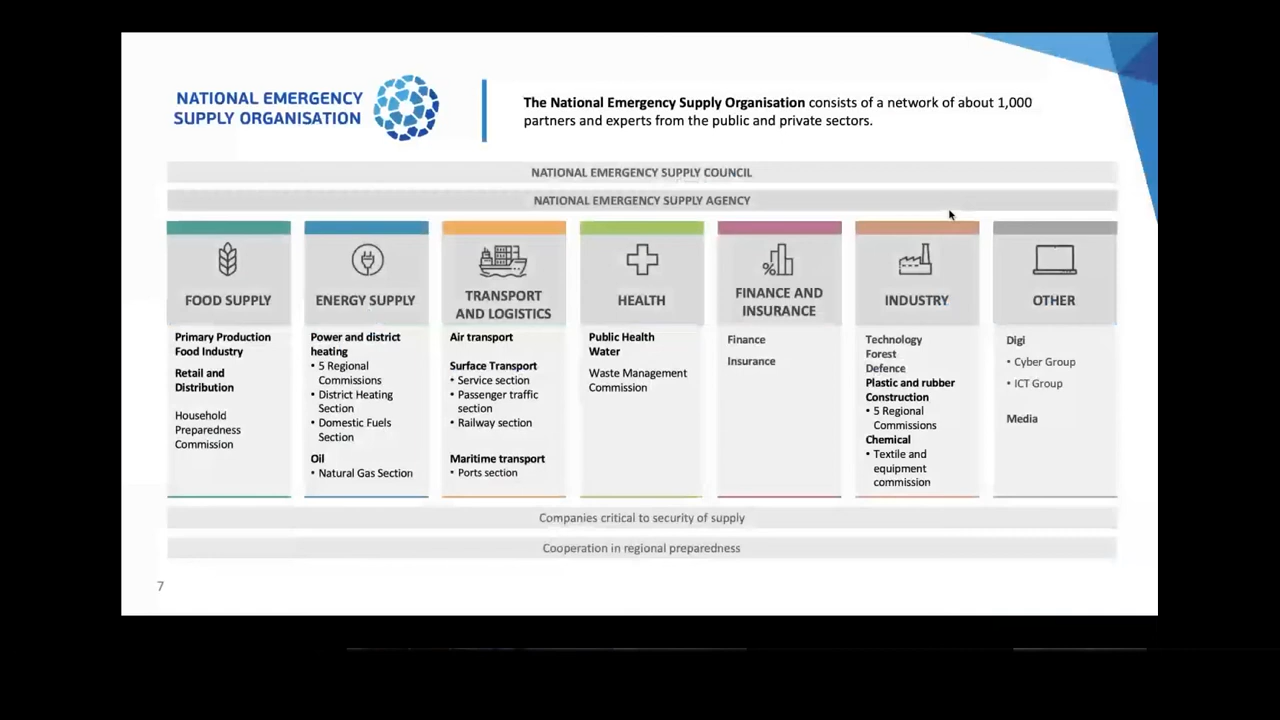 NATIONAL EMERGENCY
SUPPLY ORGANISATION
The National Emergency Supply Organisation consists of a network of about 1,000
partners and experts from the public and private sectors.
NATIONAL EMERGENCY SUPPLY COUNCIL
NATIONAL EMERGENCY SUPPLY AGENCY
FOOD SUPPLY
Primary Production
Food Industry
Retail and
Distribution
Household
Preparedness
Commission
ENERGY SUPPLY
Power and district
heating
• 5 Regional
Commissions
• District Heating
Section
• Domestic Fuels
Section
Oil
• Natural Gas Section
TRANSPORT
AND LOGISTICS
Air transport
Surface Transport
• Service section
• Passenger traffic
section
• Railway section
Maritime transport
• Ports section
HEALTH
Public Health
Water
Waste Management
Commission
%
FINANCE AND
INSURANCE
Finance
Insurance
INDUSTRY
Technology
Forest
Defence
Plastic and rubber
Construction
• 5 Regional
Commissions
Chemical
• Textile and
equipment
commission
OTHER
Digi
• Cyber Group
• ICT Group
Media
Companies critical to security of supply
Cooperation in regional preparedness
7